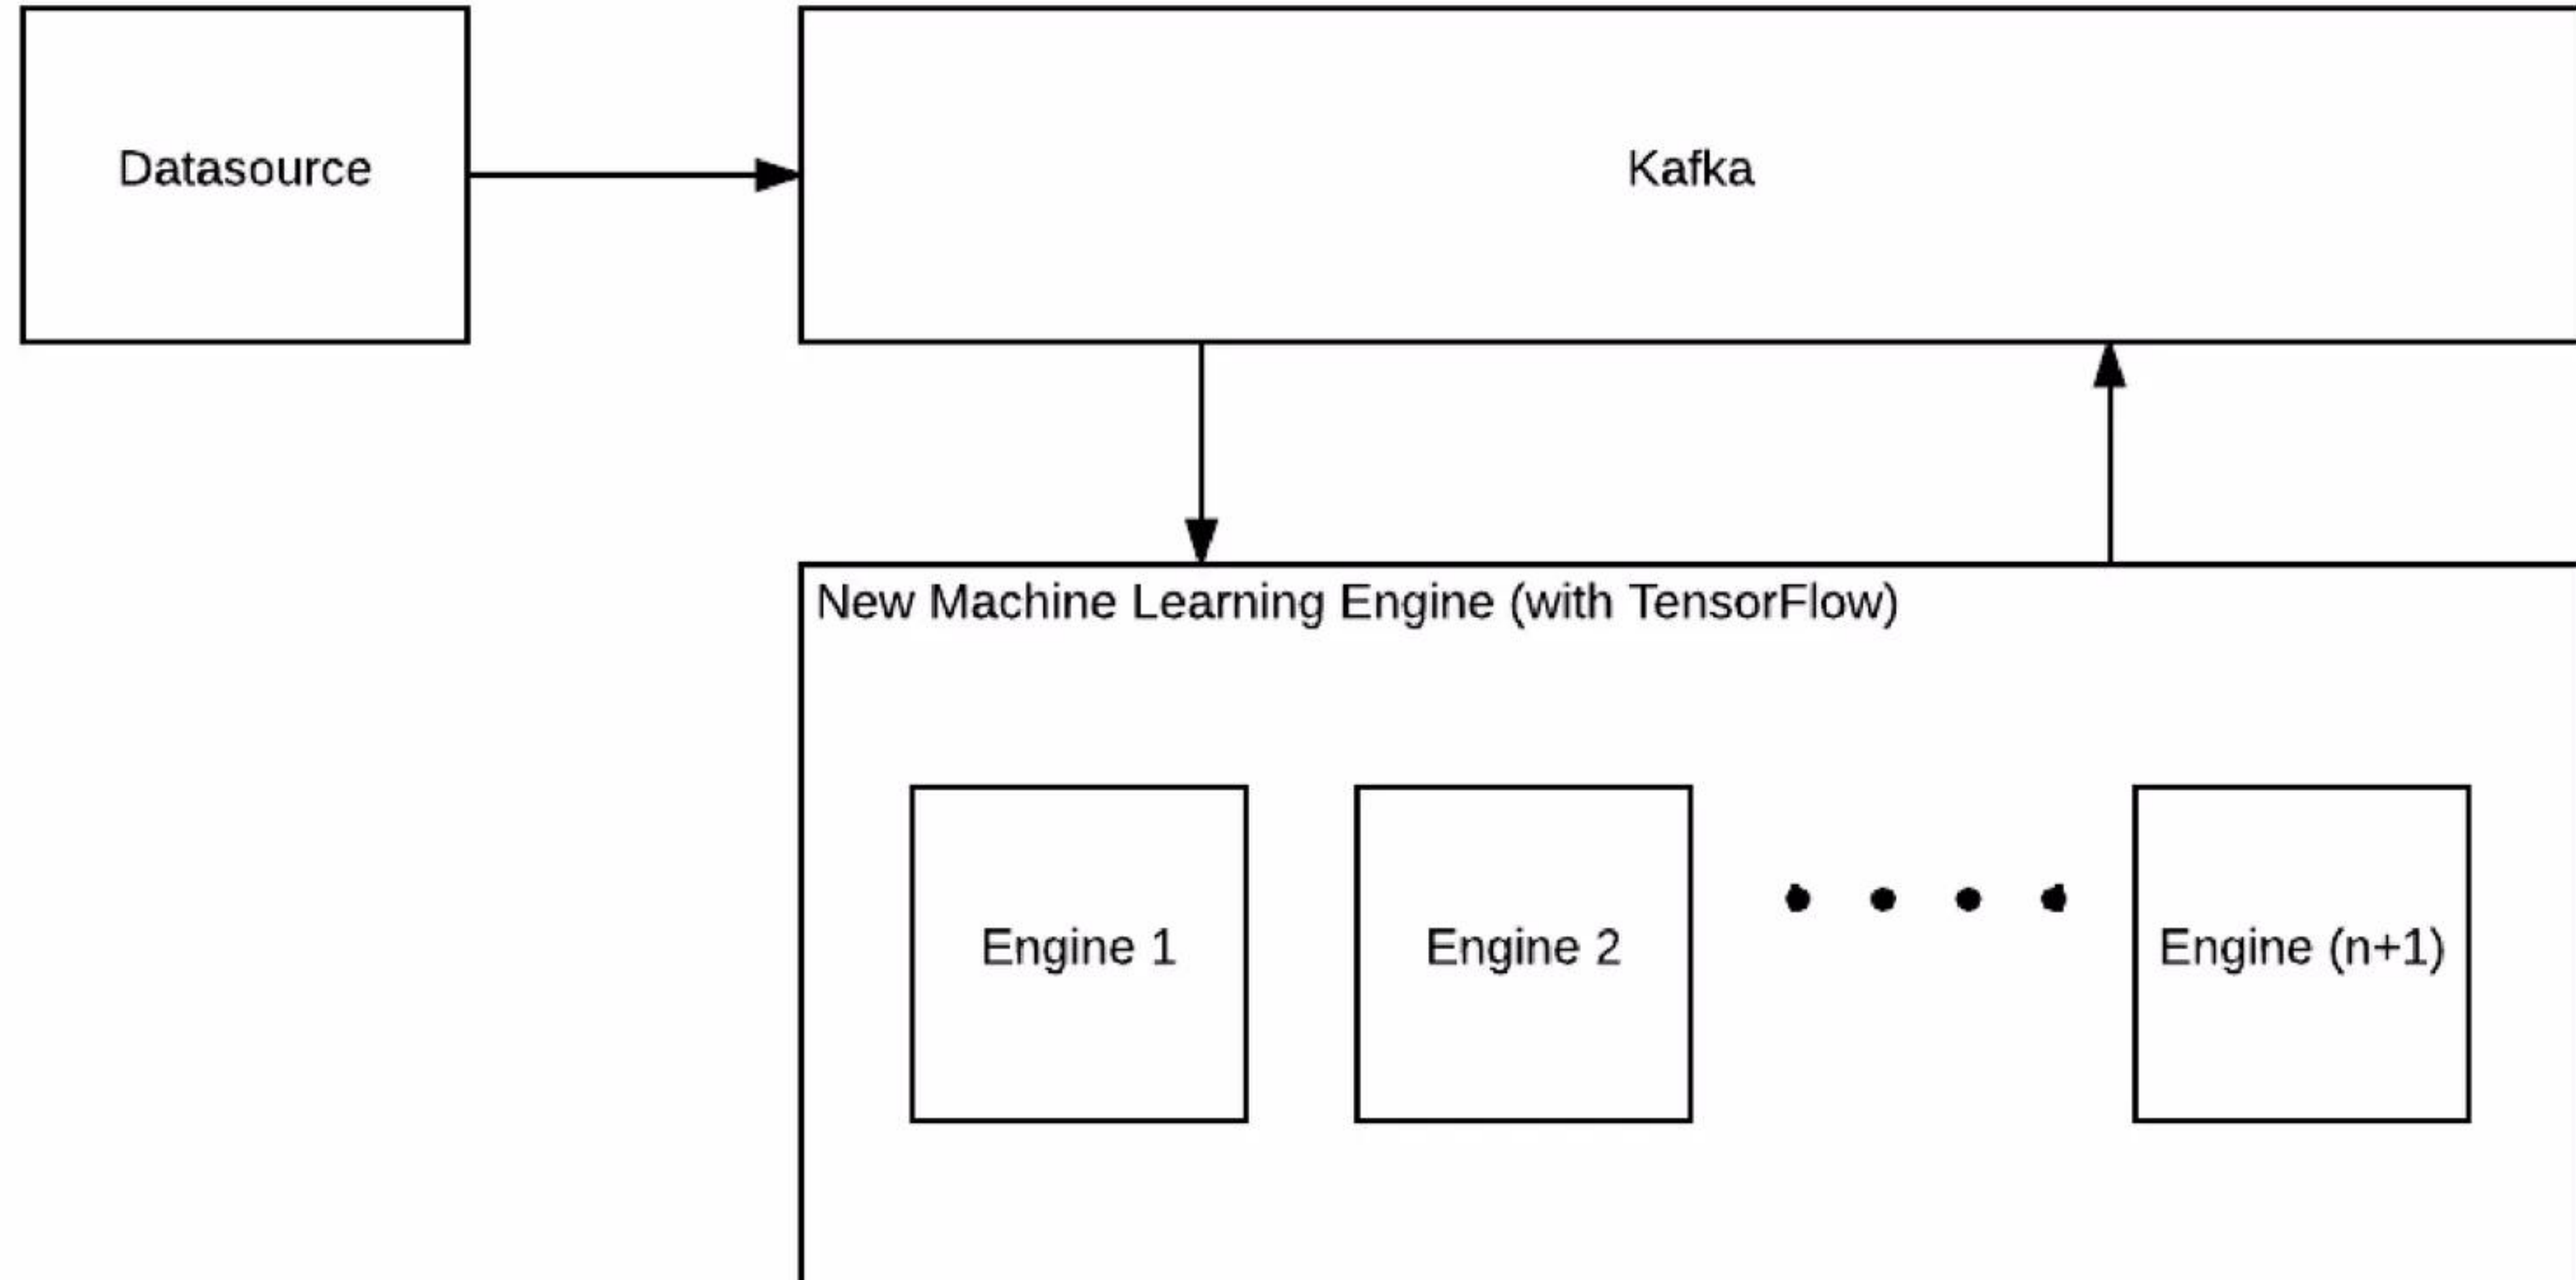 Datasource
Kafka
New Machine Learning Engine (with TensorFlow)
Engine 1
Engine 2
Engine (n+1)